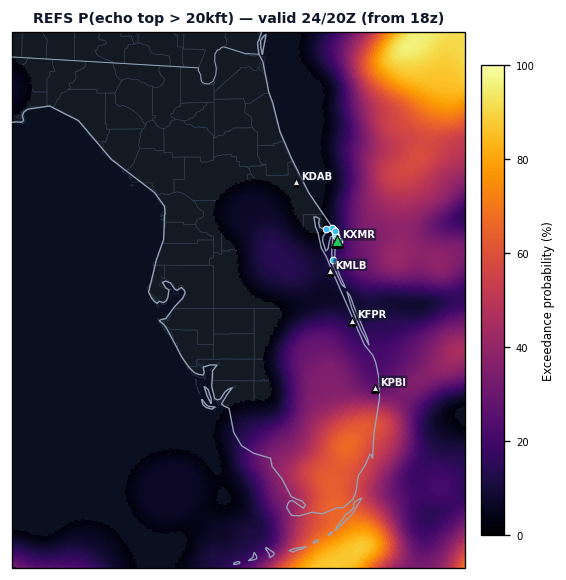 REFS P(echo top > 20kft) — valid 24/20Z (from 18z)
KDAB
KXMR
KMLB
KFPR
KPBI
100
80
60
40
20
0
Exceedance probability (%)